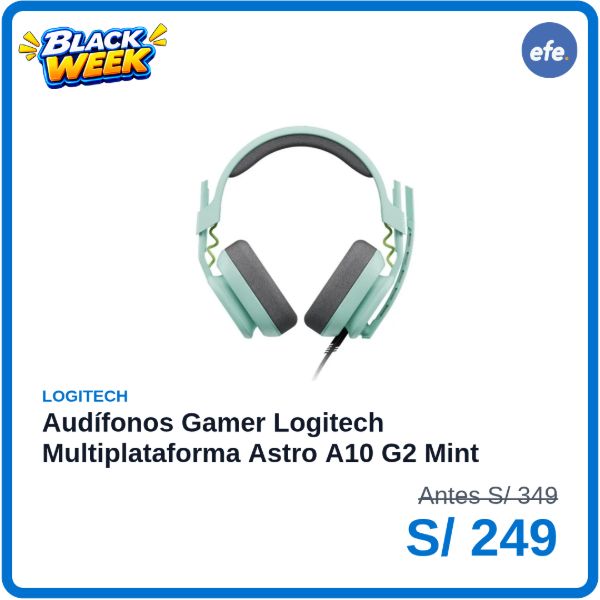 BLACK
WEEK
efe.
LOGITECH
Audífonos Gamer Logitech
Multiplataforma Astro A10 G2 Mint
Antes S/ 349
S/ 249